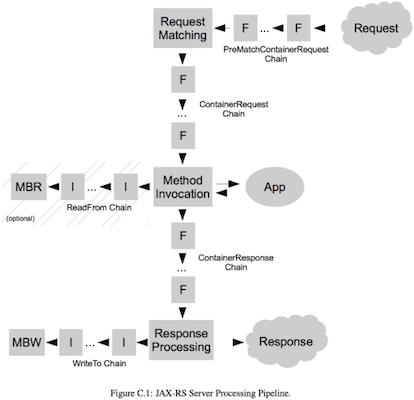 Request
Matching
F
...
F
Request
PreMatchContainerRequest
Chain
F
ContainerRequest
...
Chain
F
MBR
I
...
I
Method
Invocation
App
(optional)
ReadFrom Chain
F
ContainerResponse
...
Chain
F
MBW
I
...
I
Response
Processing
Response
WriteTo Chain
Figure C.1: JAX-RS Server Processing Pipeline.